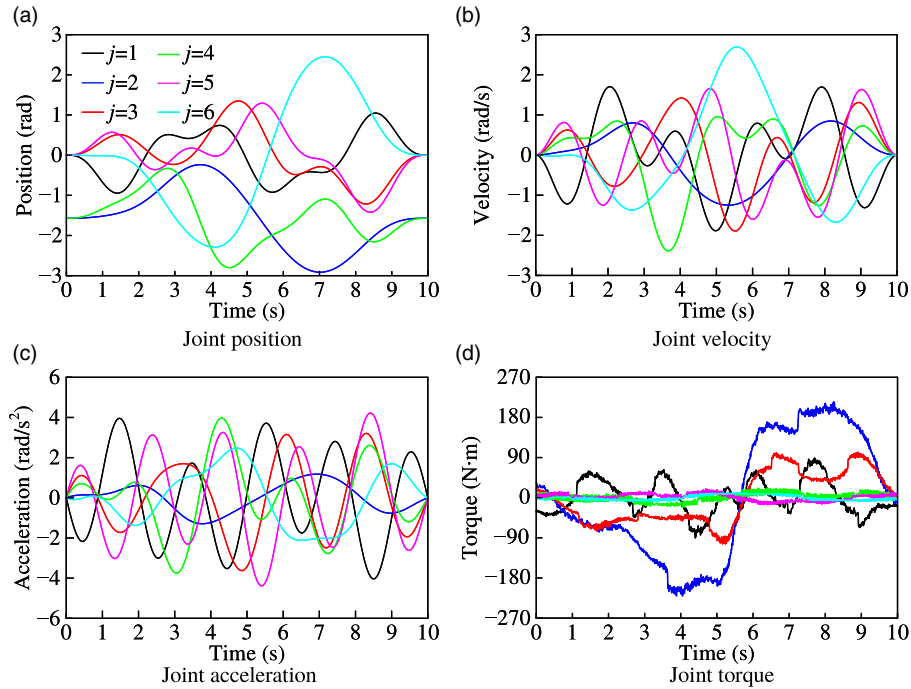 (a)
3
2
1
0
−1
−2
−3
Position (rad)
j=1
j=2
j=3
j=4
j=5
j=6
0 1 2 3 4 5 6 7 8 9 10
Time (s)
Joint position
(b)
3
2
1
0
−1
−2
−3
Velocity (rad/s)
0 1 2 3 4 5 6 7 8 9 10
Time (s)
Joint velocity
(c)
6
4
2
0
−2
−4
−6
Acceleration (rad/s²)
0 1 2 3 4 5 6 7 8 9 10
Time (s)
Joint acceleration
(d)
270
180
90
0
−90
−180
−270
Torque (N·m)
0 1 2 3 4 5 6 7 8 9 10
Time (s)
Joint torque